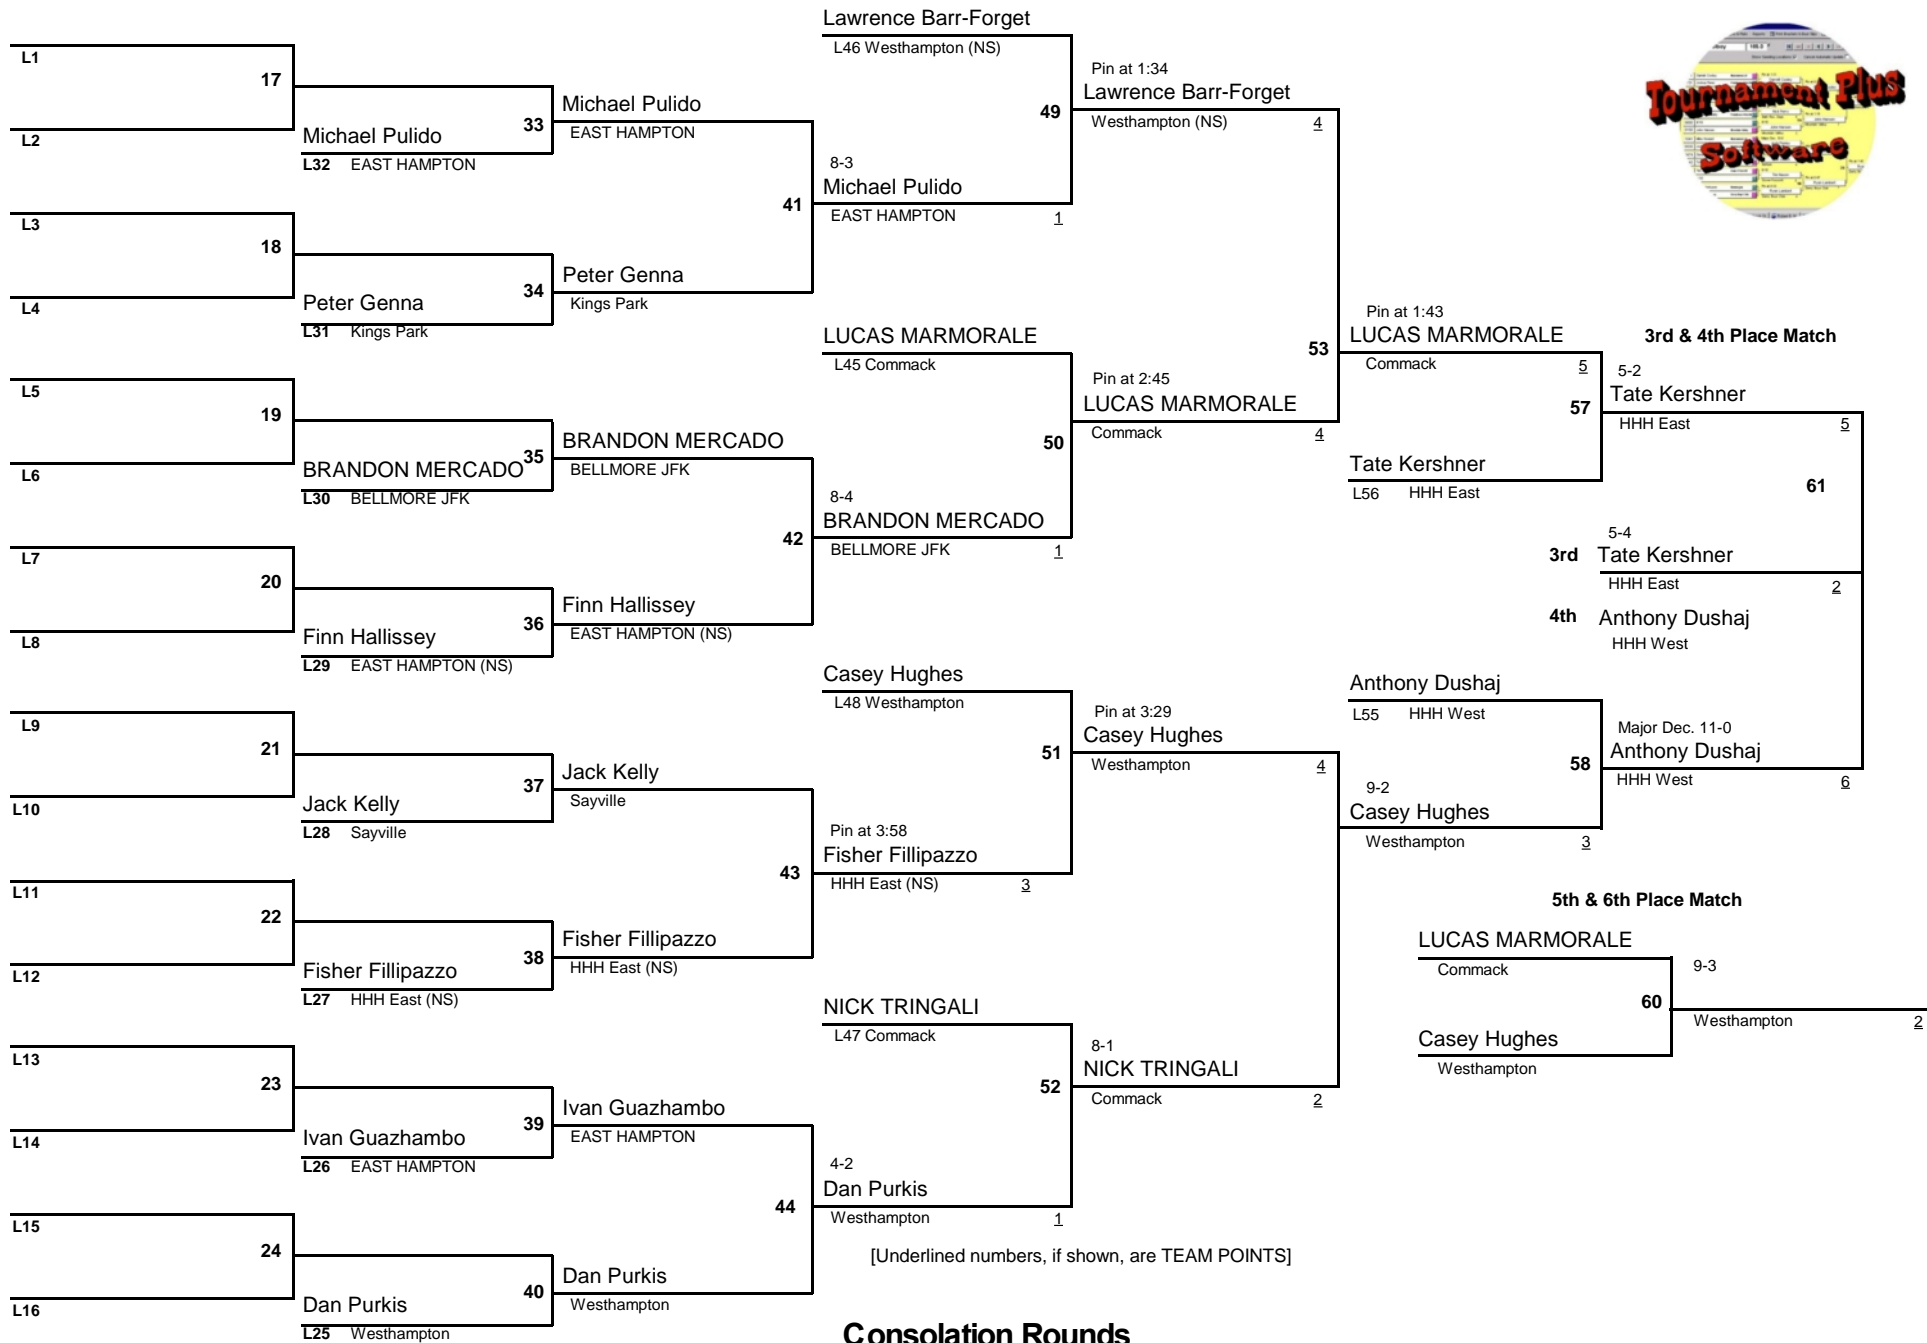 L1
17
L2
Michael Pulido
L32 EAST HAMPTON
33
L3
18
L4
Peter Genna
L31 Kings Park
34
L5
19
L6
BRANDON MERCADO
L30 BELLMORE JFK
35
L7
20
L8
Finn Hallissey
L29 EAST HAMPTON (NS)
36
L9
21
L10
Jack Kelly
L28 Sayville
37
L11
22
L12
Fisher Fillipazzo
L27 HHH East (NS)
38
L13
23
L14
Ivan Guazhambo
L26 EAST HAMPTON
39
L15
24
L16
Dan Purkis
L25 Westhampton
40
Michael Pulido
EAST HAMPTON
41
Peter Genna
Kings Park
BRANDON MERCADO
BELLMORE JFK
42
Finn Hallissey
EAST HAMPTON (NS)
Jack Kelly
Sayville
43
Fisher Fillipazzo
HHH East (NS)
Ivan Guazhambo
EAST HAMPTON
44
Dan Purkis
Westhampton
Lawrence Barr-Forget
L46 Westhampton (NS)
49
8-3
Michael Pulido
EAST HAMPTON 1
LUCAS MARMORALE
L45 Commack
50
8-4
BRANDON MERCADO
BELLMORE JFK 1
Casey Hughes
L48 Westhampton
51
Pin at 3:58
Fisher Fillipazzo
HHH East (NS) 3
NICK TRINGALI
L47 Commack
52
4-2
Dan Purkis
Westhampton 1
Pin at 1:34
Lawrence Barr-Forget
Westhampton (NS) 4
53
Pin at 2:45
LUCAS MARMORALE
Commack 4
Pin at 3:29
Casey Hughes
Westhampton 4
8-1
NICK TRINGALI
Commack 2
Tournament Plus
Software
Pin at 1:43
LUCAS MARMORALE
Commack 5
57
Tate Kershner
L56 HHH East
3rd & 4th Place Match
5-2
Tate Kershner
HHH East 5
61
5-4
3rd Tate Kershner
HHH East 2
4th Anthony Dushaj
HHH West
Anthony Dushaj
L55 HHH West
58
Major Dec. 11-0
Anthony Dushaj
HHH West 6
9-2
Casey Hughes
Westhampton 3
5th & 6th Place Match
LUCAS MARMORALE
Commack
9-3
60
Westhampton 2
Casey Hughes
Westhampton
[Underlined numbers, if shown, are TEAM POINTS]
Consolation Rounds